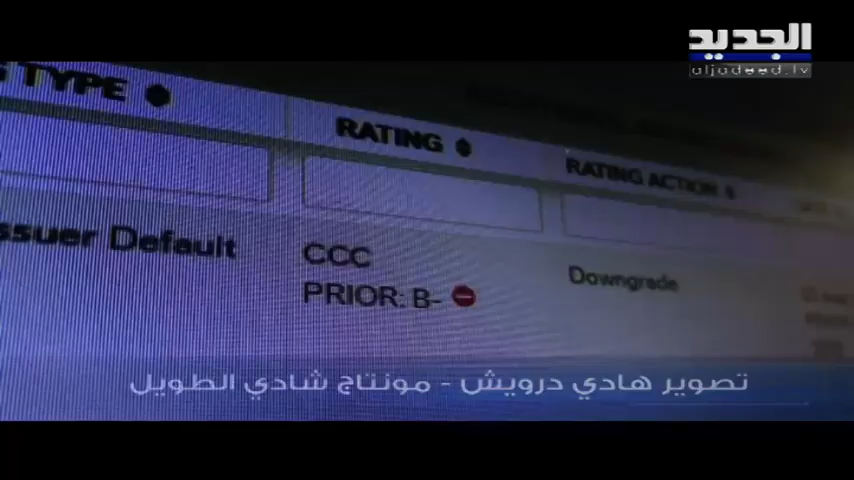 الجديد
aljadeed.tv
G TYPE
RATING
RATING ACTION
ssuer Default
CCC
PRIOR: B-
Downgrade
تصوير هادي درويش - مونتاج شادي الطويل